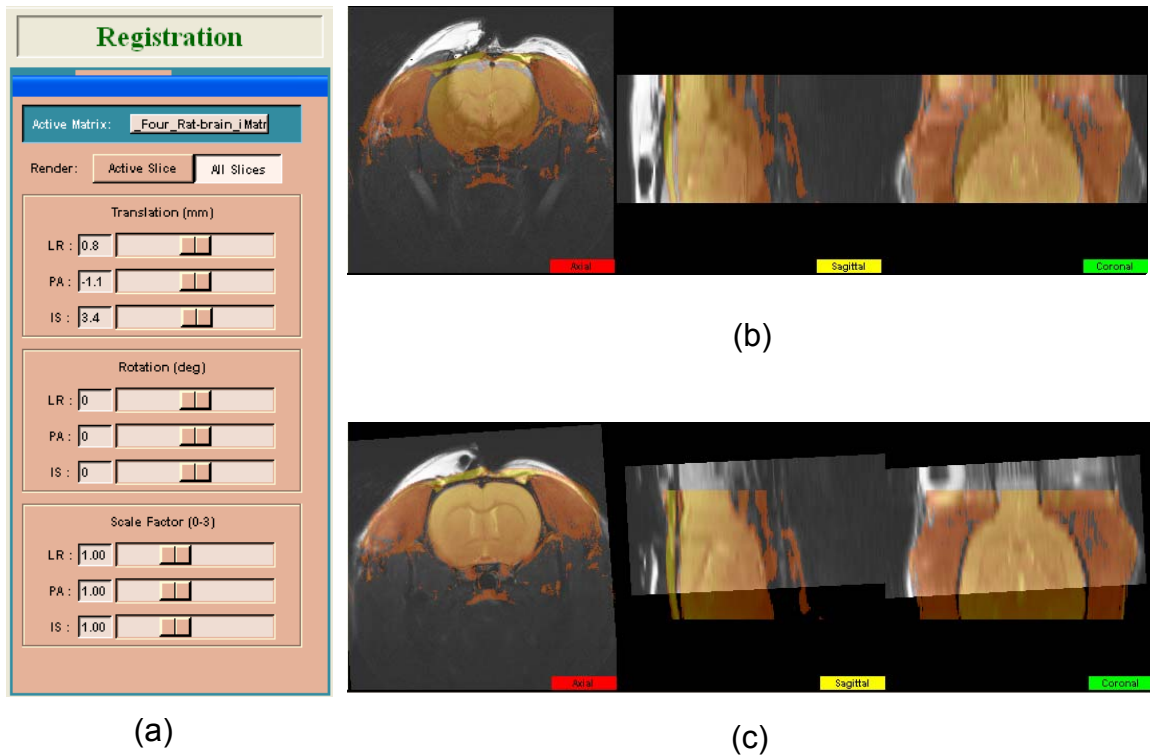 Registration
Active Matrix: _Four_Rat-brain_iMatr
Render: Active Slice All Slices
Translation (mm)
LR : 0.8
PA : -1.1
IS : 3.4
Rotation (deg)
LR : 0
PA : 0
IS : 0
Scale Factor (0-3)
LR : 1.00
PA : 1.00
IS : 1.00
(a)
Axial Sagittal Coronal
(b)
Axial Sagittal Coronal
(c)